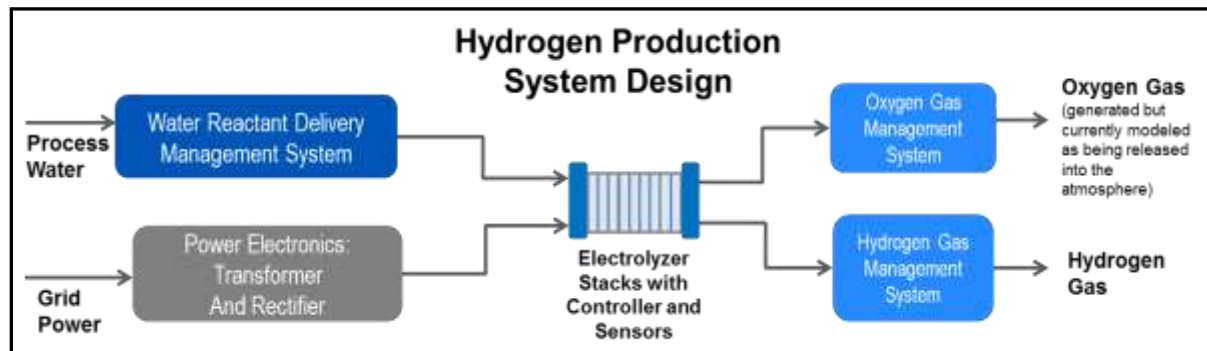 Hydrogen Production
System Design
Process
Water
Water Reactant Delivery
Management System
Grid
Power
Power Electronics:
Transformer
And Rectifier
Electrolyzer
Stacks with
Controller and
Sensors
Oxygen Gas
Management
System
Oxygen Gas
(generated but
currently modeled
as being released
into the
atmosphere)
Hydrogen Gas
Management
System
Hydrogen
Gas